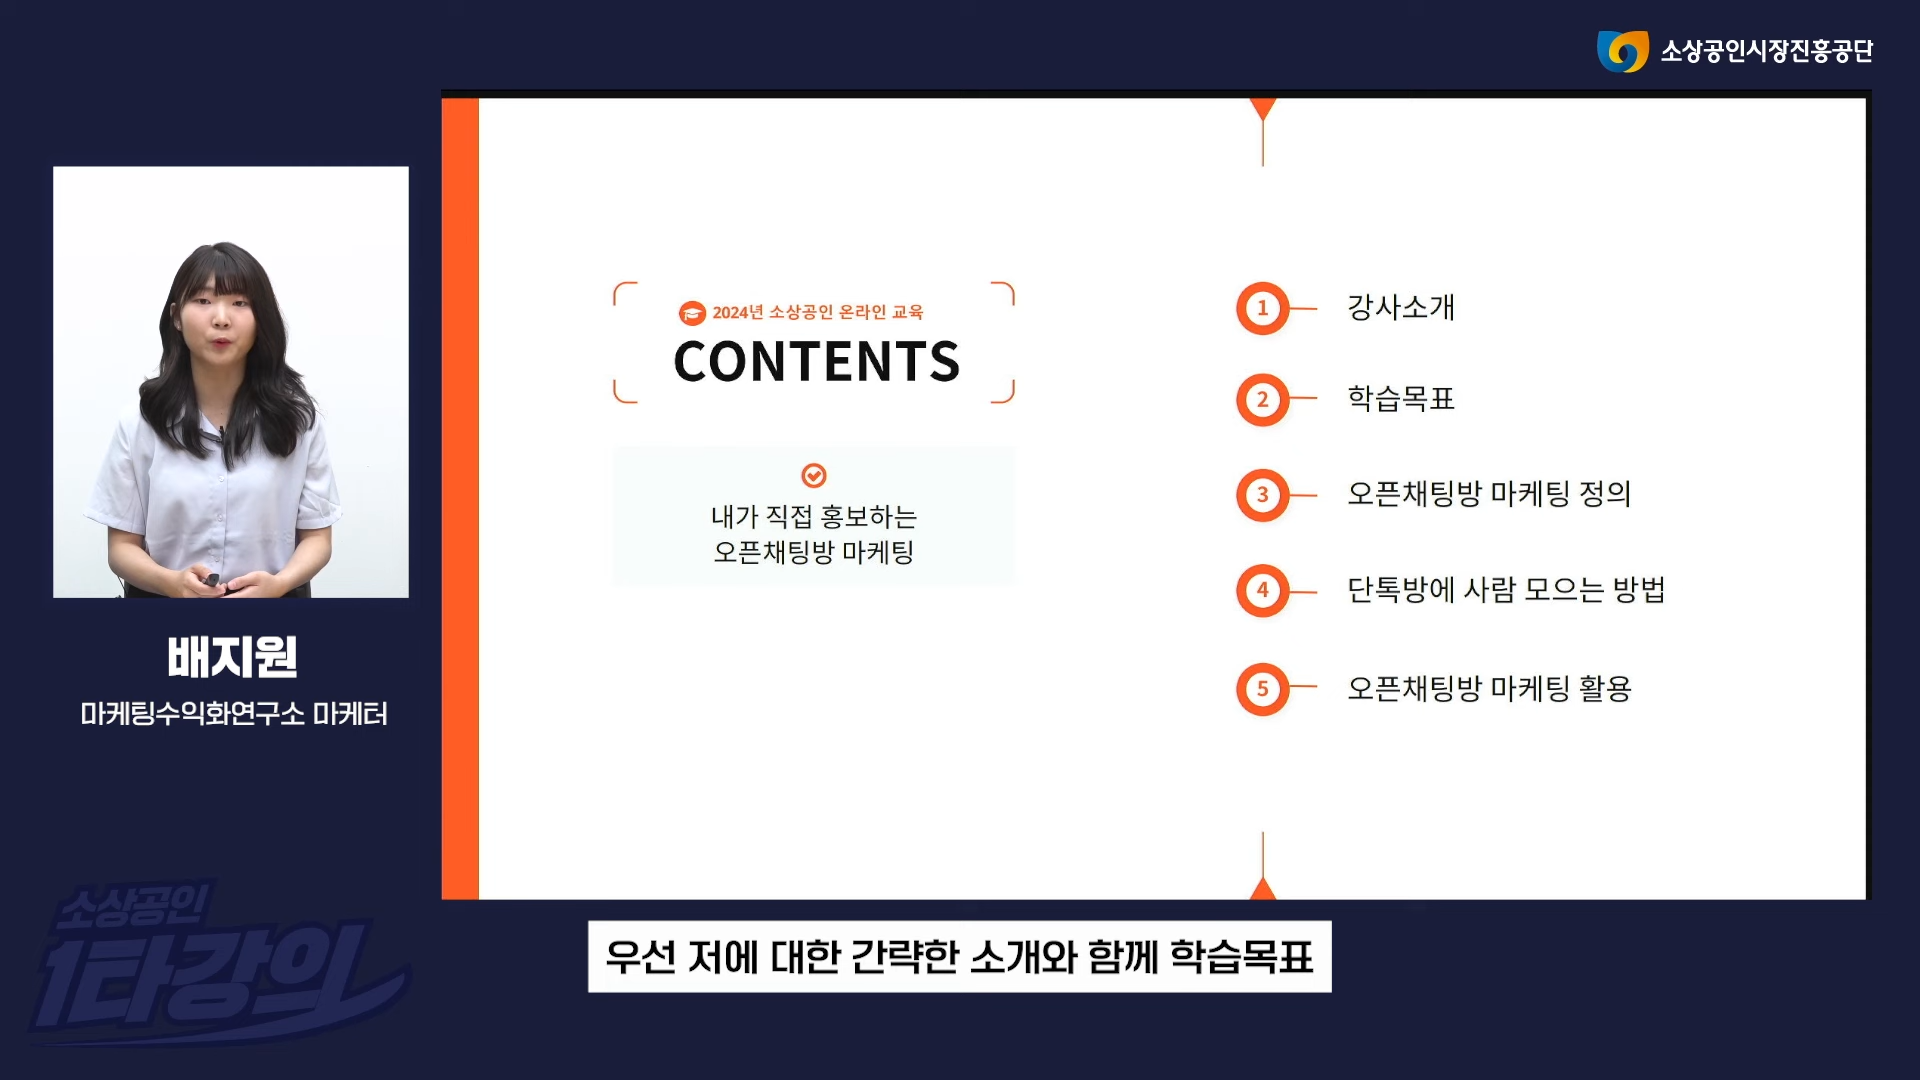 소상공인시장진흥공단
2024년 소상공인 온라인 교육
CONTENTS
내가 직접 홍보하는
오픈채팅방 마케팅
1 강사소개
2 학습목표
3 오픈채팅방 마케팅 정의
4 단톡방에 사람 모으는 방법
5 오픈채팅방 마케팅 활용
배지원
마케팅수익화연구소 마케터
소상공인
1타강의
우선 저에 대한 간략한 소개와 함께 학습목표